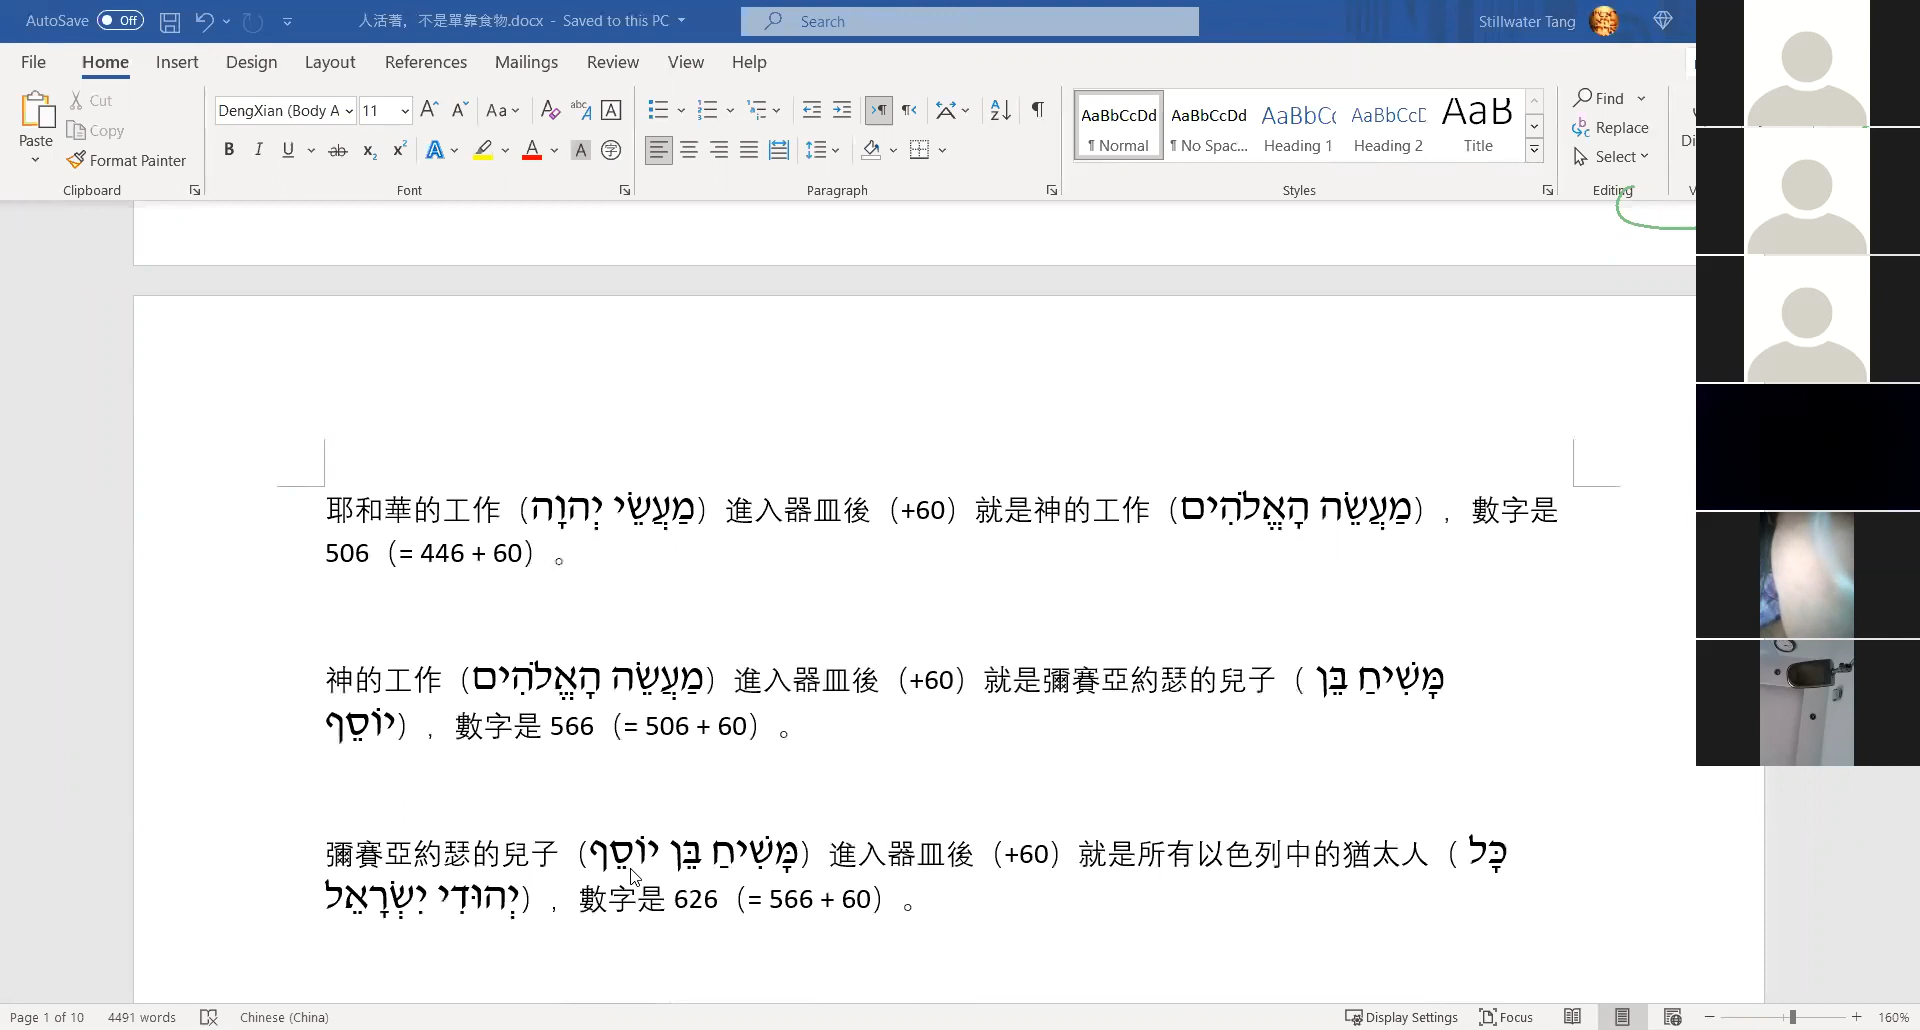 AutoSave Off 人活著，不是單靠食物.docx - Saved to this PC Search Stillwater Tang
File Home Insert Design Layout References Mailings Review View Help
Paste Cut Copy Format Painter Clipboard
DengXian (Body A 11 Font
Paragraph
AaBbCcDd ¶ Normal AaBbCcDd ¶ No Spac... AaBbCc Heading 1 AaBbCcD Heading 2 AaB Title Styles
Find Replace Select Editing
耶和華的工作（מַעֲשֵׂי יְהוָה）進入器皿後（+60）就是神的工作（מַעֲשֵׂה הָאֱלֹהִים），數字是
506（= 446 + 60）。
神的工作（מַעֲשֵׂה הָאֱלֹהִים）進入器皿後（+60）就是彌賽亞約瑟的兒子（ מָּשִׁיחַ בֵּן
יוֹסֵף），數字是 566（= 506 + 60）。
彌賽亞約瑟的兒子（מָּשִׁיחַ בֵּן יוֹסֵף）進入器皿後（+60）就是所有以色列中的猶太人（ כָּל
יְהוּדִי יִשְׂרָאֵל），數字是 626（= 566 + 60）。
Page 1 of 10 4491 words Chinese (China) Display Settings Focus 160%